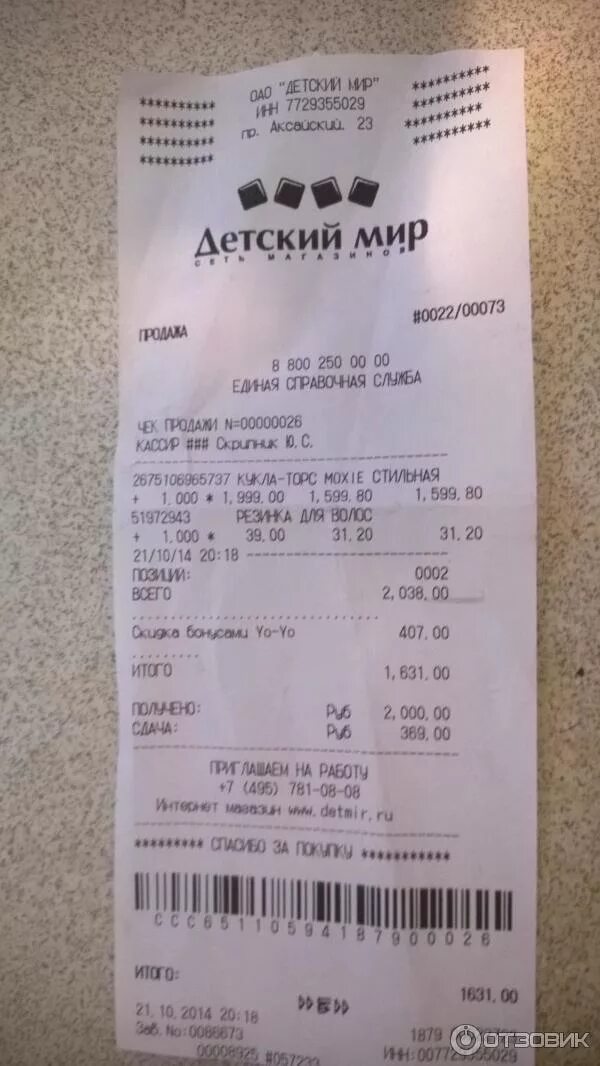 ********** ОАО "ДЕТСКИЙ МИР" **********
********** ИНН 7729355029 **********
********** пр. Аксайский. 23 **********
********** **********
Детский мир
СЕТЬ МАГАЗИНОВ
ПРОДАЖА #0022/00073
8 800 250 00 00
ЕДИНАЯ СПРАВОЧНАЯ СЛУЖБА
ЧЕК ПРОДАЖИ N=00000026
КАССИР ### Скрипник Ю.С.
2675106965737 КУКЛА-ТОРС MOXIE СТИЛЬНАЯ
+ 1,000 * 1,999.00 1,599.80 1,599.80
51972943 РЕЗИНКА ДЛЯ ВОЛОС
+ 1,000 * 39.00 31.20 31.20
21/10/14 20:18
ПОЗИЦИИ: 0002
ВСЕГО 2,038.00
Скидка бонусами Yo-Yo 407.00
ИТОГО 1,631.00
ПОЛУЧЕНО: Руб 2,000.00
СДАЧА: Руб 369.00
ПРИГЛАШАЕМ НА РАБОТУ
+7 (495) 781-08-08
Интернет магазин www.detmir.ru
********* СПАСИБО ЗА ПОКУПКУ ***********
CCC65110594187900026
ИТОГО: 1631.00
21.10.2014 20:18
Зав.No:0086673 1879
00008925 #057233 ИНН:007729355029
ОТЗОВИК